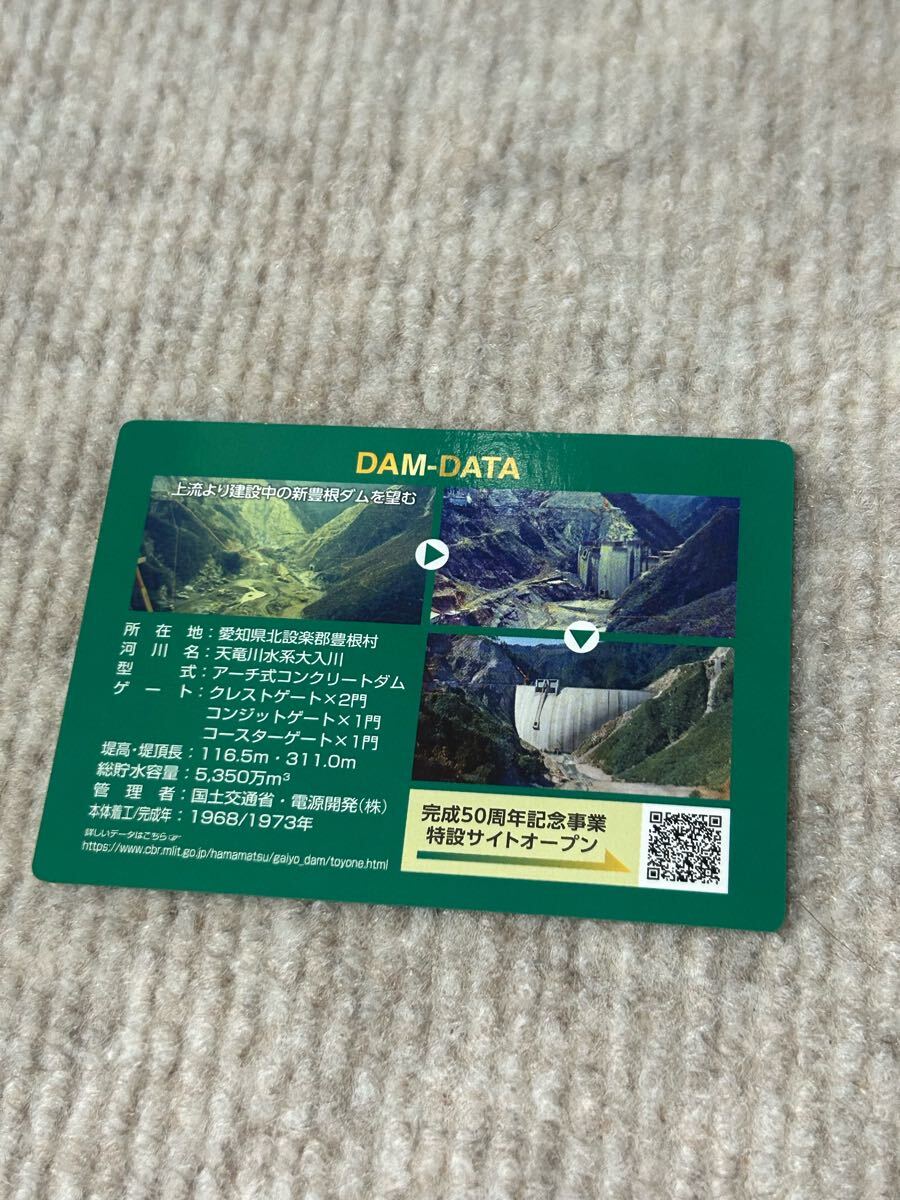 DAM-DATA
上流より建設中の新豊根ダムを望む
所在地：愛知県北設楽郡豊根村
河川名：天竜川水系大入川
型式：アーチ式コンクリートダム
ゲート：クレストゲート×2門
コンジットゲート×1門
コースターゲート×1門
堤高・堤頂長：116.5m・311.0m
総貯水容量：5,350万m³
管理者：国土交通省・電源開発(株)
本体着工/完成年：1968/1973年
詳しいデータはこちら☞
https://www.cbr.mlit.go.jp/hamamatsu/gaiyo_dam/toyone.html
完成50周年記念事業
特設サイトオープン